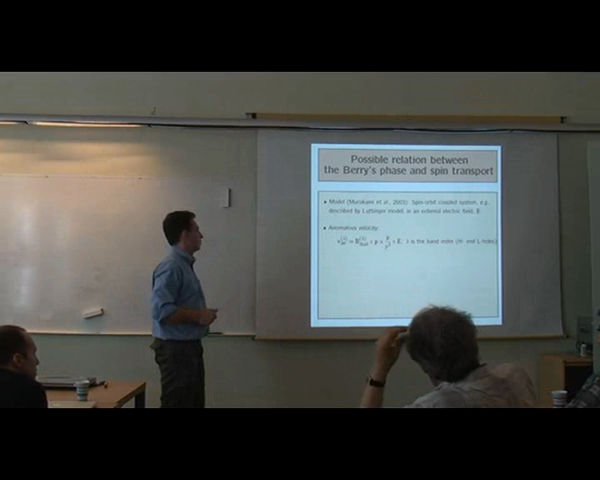 Possible relation between
the Berry's phase and spin transport
• Model (Murakami et al., 2003): Spin-orbit coupled system, e.g.,
described by Luttinger model, in an external electric field, E
• Anomalous velocity:
λ is the band index (H- and L-holes)